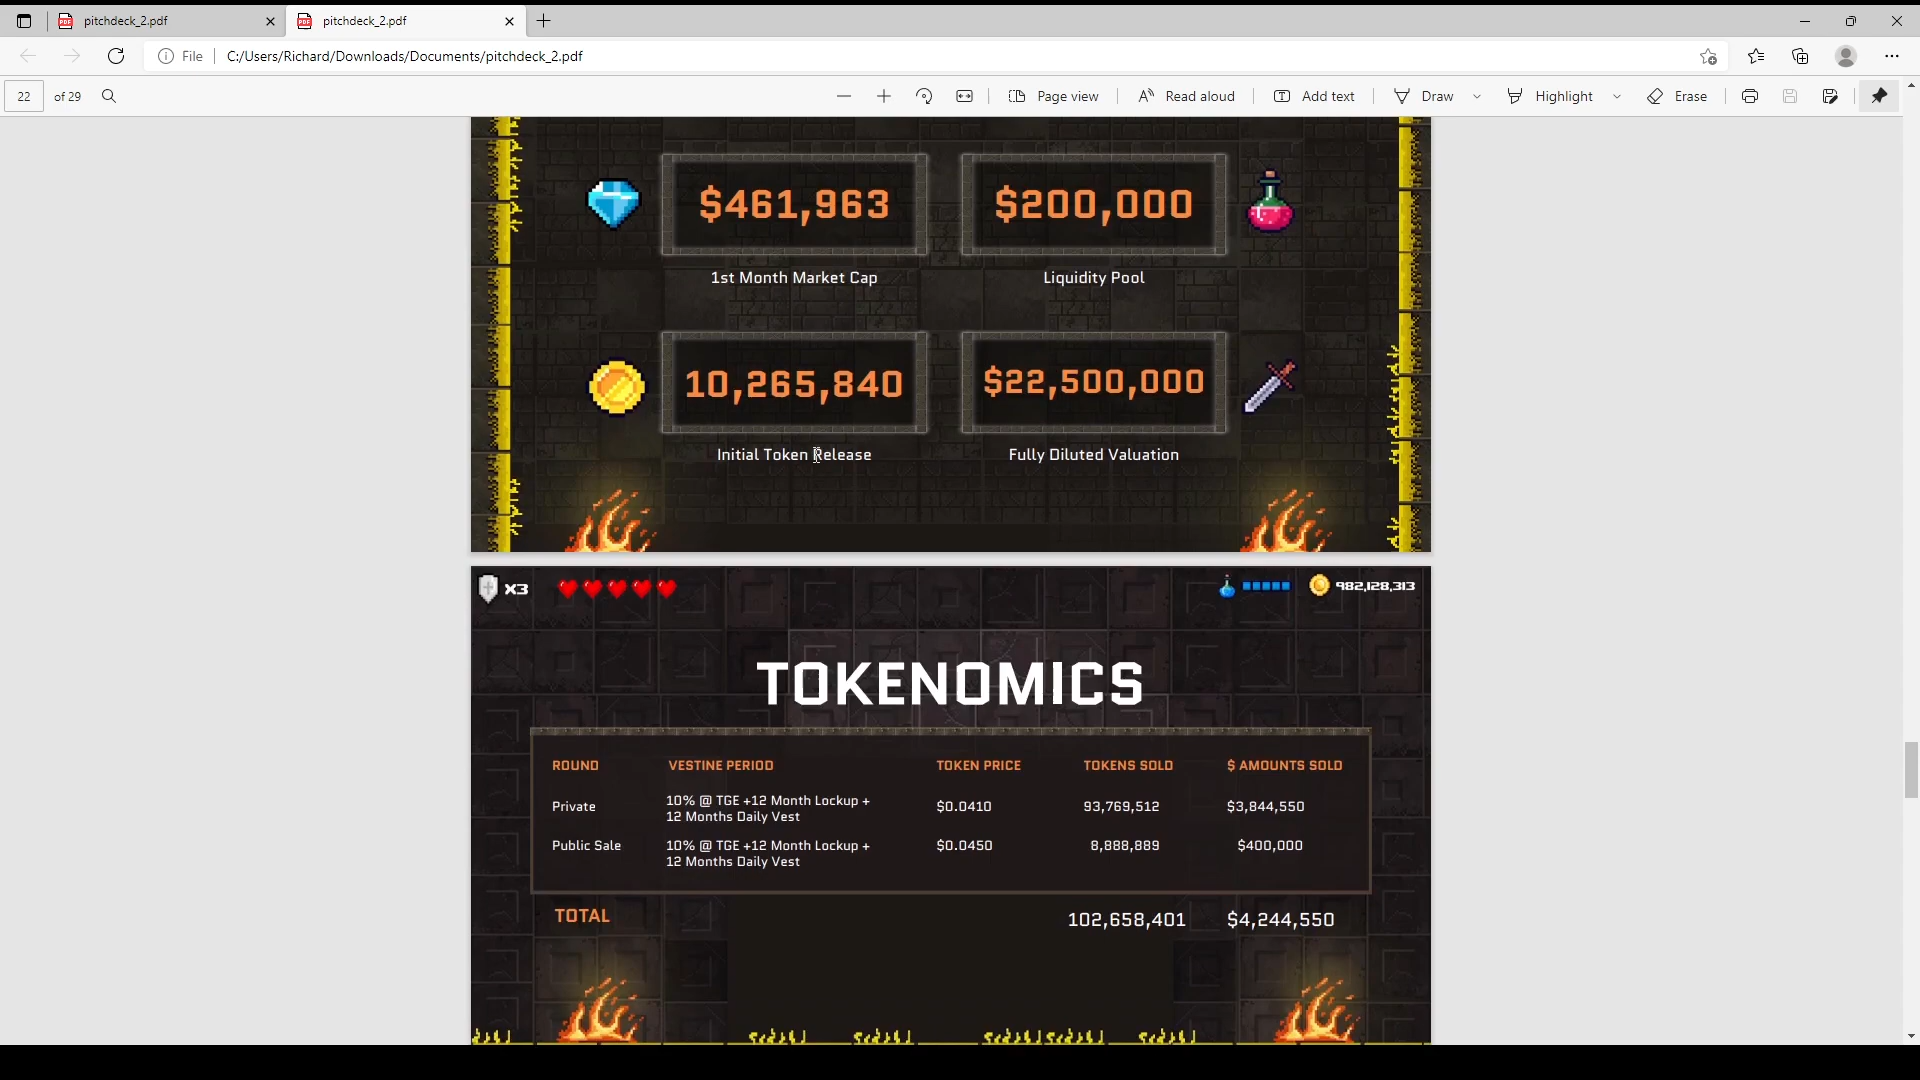 pitchdeck_2.pdf
pitchdeck_2.pdf
File
C:/Users/Richard/Downloads/Documents/pitchdeck_2.pdf
22 of 29
Page view
Read aloud
Add text
Draw
Highlight
Erase
$461,963
$200,000
1st Month Market Cap
Liquidity Pool
10,265,840
$22,500,000
Initial Token Release
Fully Diluted Valuation
X3
982,128,313
TOKENOMICS
ROUND VESTINE PERIOD TOKEN PRICE TOKENS SOLD $ AMOUNTS SOLD
Private 10% @ TGE +12 Month Lockup + $0.0410 93,769,512 $3,844,550
12 Months Daily Vest
Public Sale 10% @ TGE +12 Month Lockup + $0.0450 8,888,889 $400,000
12 Months Daily Vest
TOTAL 102,658,401 $4,244,550